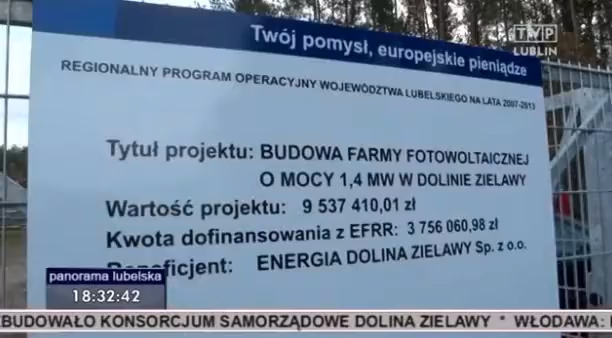 TVP
LUBLIN
Twój pomysł, europejskie pieniądze
REGIONALNY PROGRAM OPERACYJNY WOJEWÓDZTWA LUBELSKIEGO NA LATA 2007-2013
Tytuł projektu: BUDOWA FARMY FOTOWOLTAICZNEJ
O MOCY 1,4 MW W DOLINIE ZIELAWY
Wartość projektu: 9 537 410,01 zł
Kwota dofinansowania z EFRR: 3 756 060,98 zł
Beneficjent: ENERGIA DOLINA ZIELAWY Sp. z o.o.
panorama lubelska
18:32:42
EBUDOWAŁO KONSORCJUM SAMORZĄDOWE DOLINA ZIELAWY * WŁODAWA: